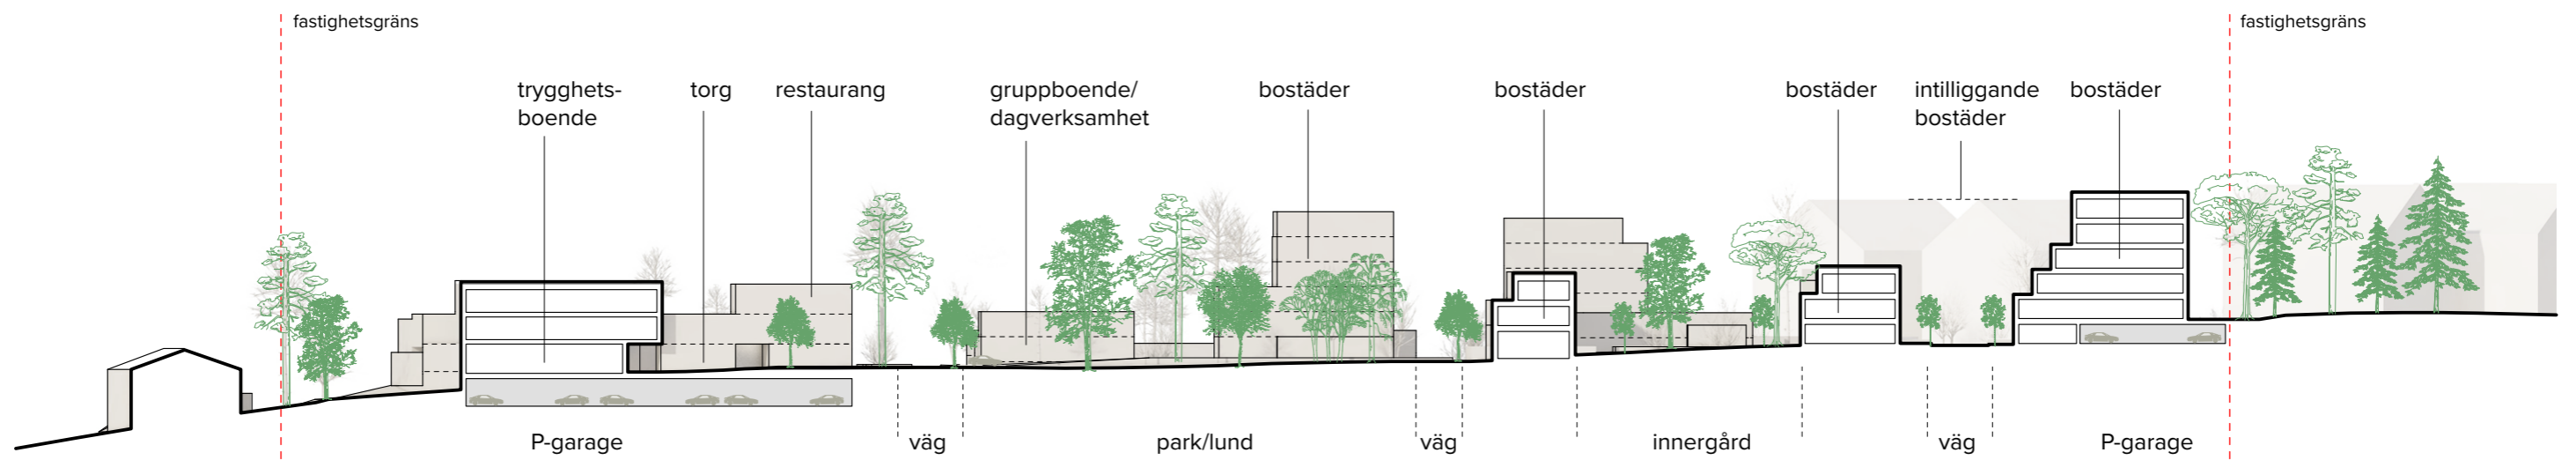 fastighetsgräns
fastighetsgräns
trygghets-
boende
torg
restaurang
gruppboende/
dagverksamhet
bostäder
bostäder
bostäder
intilliggande
bostäder
bostäder
P-garage
väg
park/lund
väg
innergård
väg
P-garage